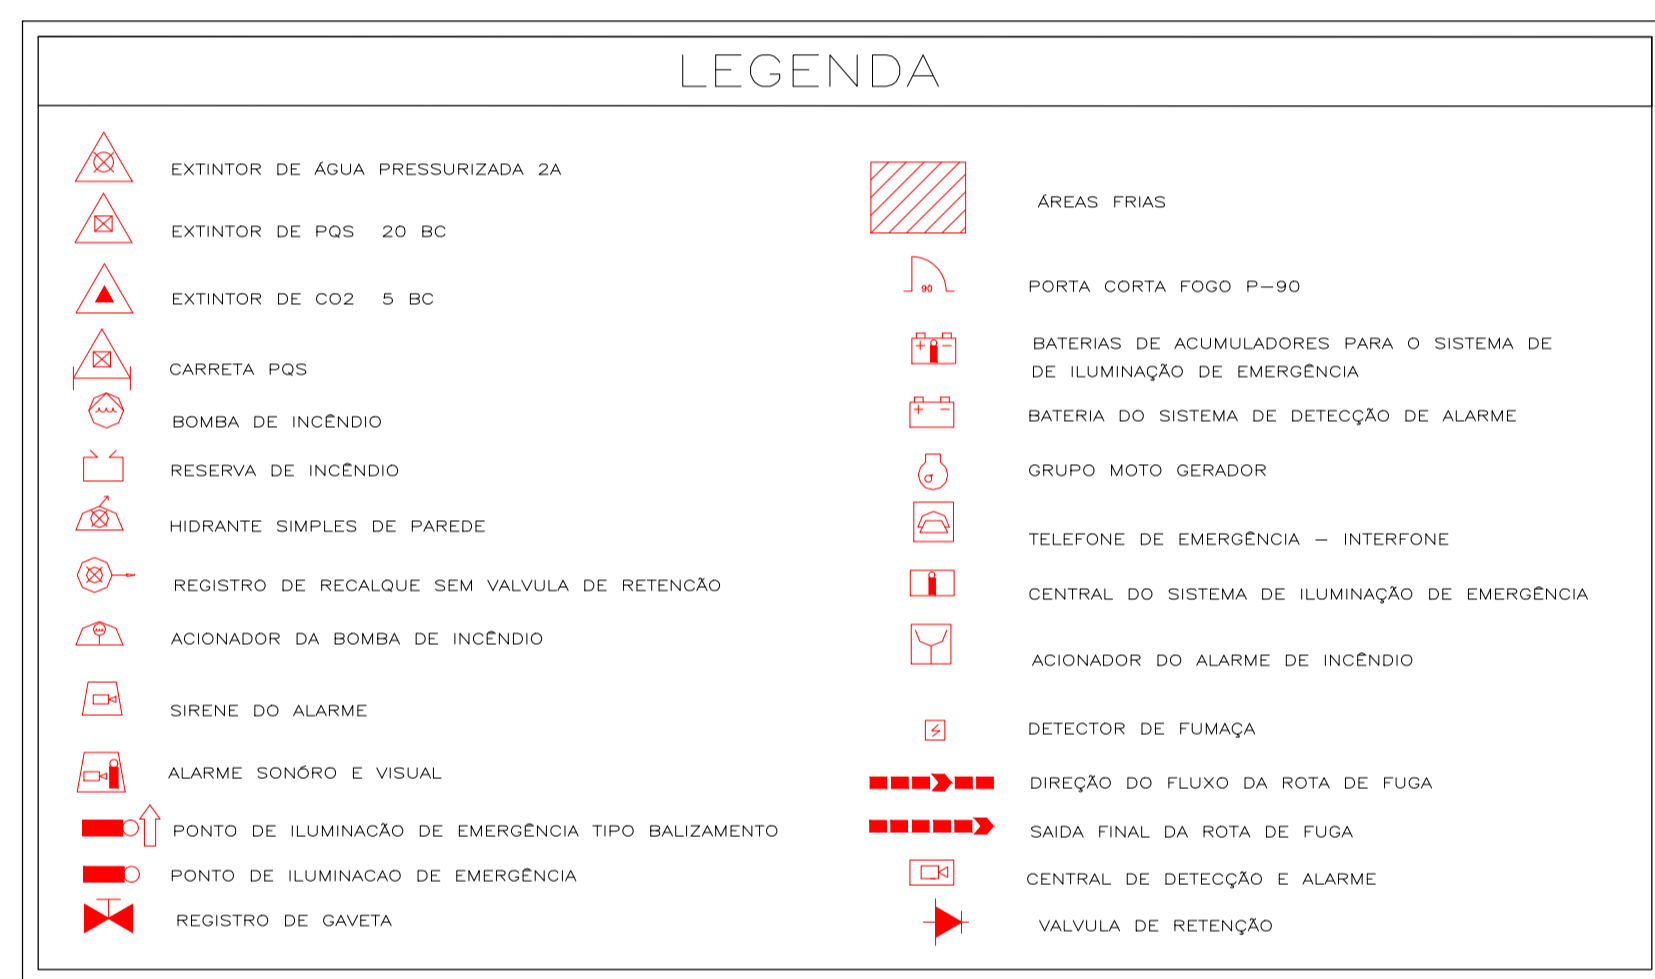 LEGENDA
EXTINTOR DE ÁGUA PRESSURIZADA 2A
EXTINTOR DE PQS 20 BC
EXTINTOR DE CO2 5 BC
CARRETA PQS
BOMBA DE INCÊNDIO
RESERVA DE INCÊNDIO
HIDRANTE SIMPLES DE PAREDE
REGISTRO DE RECALQUE SEM VALVULA DE RETENCÃO
ACIONADOR DA BOMBA DE INCÊNDIO
SIRENE DO ALARME
ALARME SONÓRO E VISUAL
PONTO DE ILUMINACÃO DE EMERGÊNCIA TIPO BALIZAMENTO
PONTO DE ILUMINACAO DE EMERGÊNCIA
REGISTRO DE GAVETA
ÁREAS FRIAS
90
PORTA CORTA FOGO P-90
BATERIAS DE ACUMULADORES PARA O SISTEMA DE
DE ILUMINAÇÃO DE EMERGÊNCIA
BATERIA DO SISTEMA DE DETECÇÃO DE ALARME
GRUPO MOTO GERADOR
TELEFONE DE EMERGÊNCIA - INTERFONE
CENTRAL DO SISTEMA DE ILUMINAÇÃO DE EMERGÊNCIA
ACIONADOR DO ALARME DE INCÊNDIO
DETECTOR DE FUMAÇA
DIREÇÃO DO FLUXO DA ROTA DE FUGA
SAIDA FINAL DA ROTA DE FUGA
CENTRAL DE DETECÇÃO E ALARME
VALVULA DE RETENÇÃO